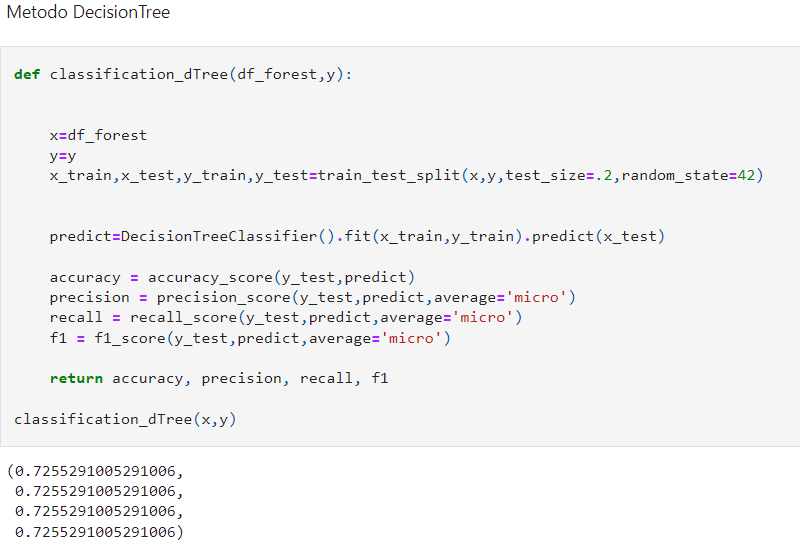 Metodo DecisionTree
def classification_dTree(df_forest,y):
x=df_forest
y=y
x_train,x_test,y_train,y_test=train_test_split(x,y,test_size=.2,random_state=42)
predict=DecisionTreeClassifier().fit(x_train,y_train).predict(x_test)
accuracy = accuracy_score(y_test,predict)
precision = precision_score(y_test,predict,average='micro')
recall = recall_score(y_test,predict,average='micro')
f1 = f1_score(y_test,predict,average='micro')
return accuracy, precision, recall, f1
classification_dTree(x,y)
(0.7255291005291006,
0.7255291005291006,
0.7255291005291006,
0.7255291005291006)